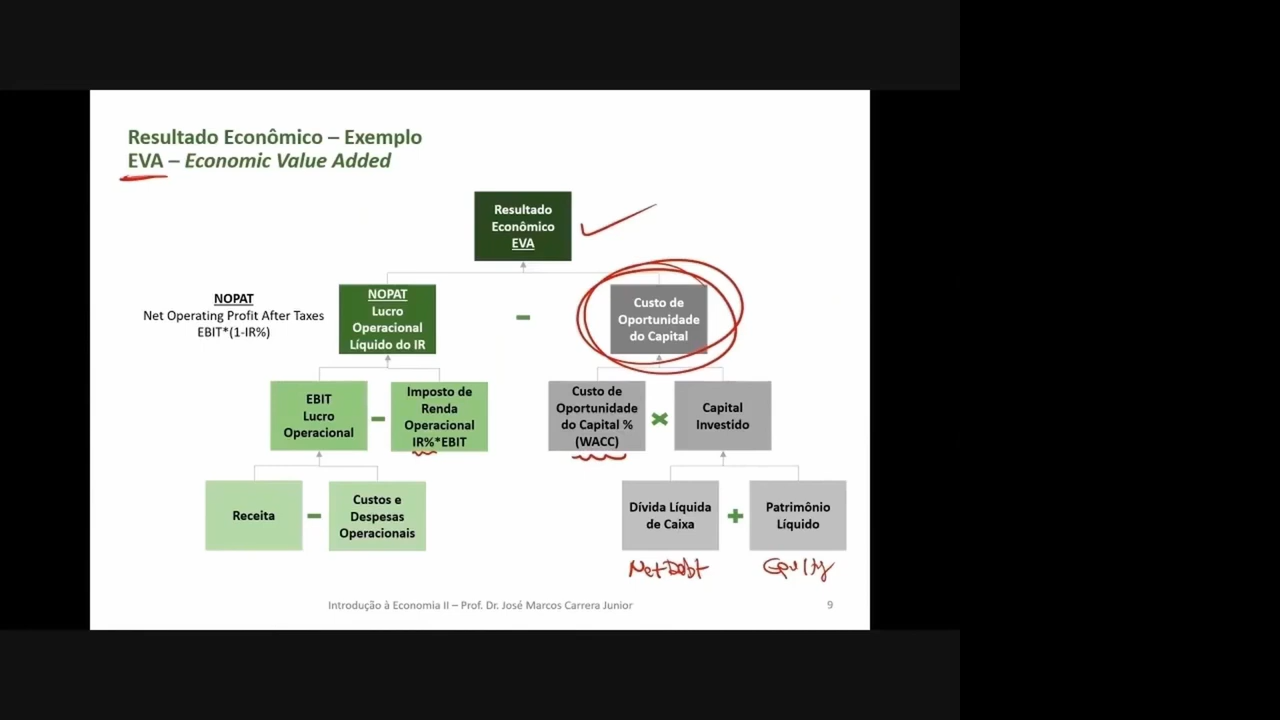 Resultado Econômico – Exemplo
EVA – Economic Value Added
Resultado
Econômico
EVA
NOPAT
Net Operating Profit After Taxes
EBIT*(1-IR%)
NOPAT
Lucro
Operacional
Líquido do IR
Custo de
Oportunidade
do Capital
EBIT
Lucro
Operacional
Imposto de
Renda
Operacional
IR%*EBIT
Custo de
Oportunidade
do Capital %
(WACC)
Capital
Investido
Receita
Custos e
Despesas
Operacionais
Dívida Líquida
de Caixa
Patrimônio
Líquido
Net Debt
Equity
Introdução à Economia II – Prof. Dr. José Marcos Carrera Junior
9